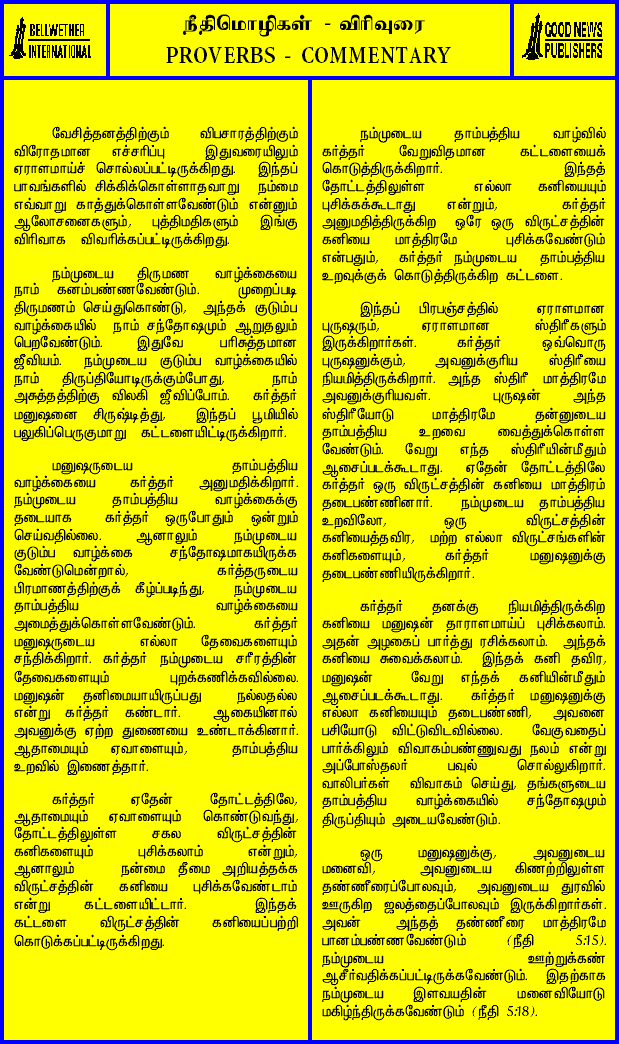 BELLWETHER
INTERNATIONAL
நீதிமொழிகள் - விரிவுரை
PROVERBS - COMMENTARY
GOOD NEWS
PUBLISHERS
வேசித்தனத்திற்கும் விபசாரத்திற்கும்
விரோதமான எச்சரிப்பு இதுவரையிலும்
ஏராளமாய்ச் சொல்லப்பட்டிருக்கிறது. இந்தப்
பாவங்களில் சிக்கிக்கொள்ளாதவாறு நம்மை
எவ்வாறு காத்துக்கொள்ளவேண்டும் என்னும்
ஆலோசனைகளும், புத்திமதிகளும் இங்கு
விரிவாக விவரிக்கப்பட்டிருக்கிறது.
நம்முடைய திருமண வாழ்க்கையை
நாம் கனம்பண்ணவேண்டும். முறைப்படி
திருமணம் செய்துகொண்டு, அந்தக் குடும்ப
வாழ்க்கையில் நாம் சந்தோஷமும் ஆறுதலும்
பெறவேண்டும். இதுவே பரிசுத்தமான
ஜீவியம். நம்முடைய குடும்ப வாழ்க்கையில்
நாம் திருப்தியோடிருக்கும்போது, நாம்
அசுத்தத்திற்கு விலகி ஜீவிப்போம். கர்த்தர்
மனுஷனை சிருஷ்டித்து, இந்தப் பூமியில்
பலுகிப்பெருகுமாறு கட்டளையிட்டிருக்கிறார்.
மனுஷருடைய தாம்பத்திய
வாழ்க்கையை கர்த்தர் அனுமதிக்கிறார்.
நம்முடைய தாம்பத்திய வாழ்க்கைக்கு
தடையாக கர்த்தர் ஒருபோதும் ஒன்றும்
செய்வதில்லை. ஆனாலும் நம்முடைய
குடும்ப வாழ்க்கை சந்தோஷமாகயிருக்க
வேண்டுமென்றால், கர்த்தருடைய
பிரமாணத்திற்குக் கீழ்ப்படிந்து, நம்முடைய
தாம்பத்திய வாழ்க்கையை
அமைத்துக்கொள்ளவேண்டும். கர்த்தர்
மனுஷருடைய எல்லா தேவைகளையும்
சந்திக்கிறார். கர்த்தர் நம்முடைய சரீரத்தின்
தேவைகளையும் புறக்கணிக்கவில்லை.
மனுஷன் தனிமையாயிருப்பது நல்லதல்ல
என்று கர்த்தர் கண்டார். ஆகையினால்
அவனுக்கு ஏற்ற துணையை உண்டாக்கினார்.
ஆதாமையும் ஏவாளையும், தாம்பத்திய
உறவில் இணைத்தார்.
கர்த்தர் ஏதேன் தோட்டத்திலே,
ஆதாமையும் ஏவாளையும் கொண்டுவந்து,
தோட்டத்திலுள்ள சகல விருட்சத்தின்
கனிகளையும் புசிக்கலாம் என்றும்,
ஆனாலும் நன்மை தீமை அறியத்தக்க
விருட்சத்தின் கனியை புசிக்கவேண்டாம்
என்று கட்டளையிட்டார். இந்தக்
கட்டளை விருட்சத்தின் கனியைப்பற்றி
கொடுக்கப்பட்டிருக்கிறது.
நம்முடைய தாம்பத்திய வாழ்வில்
கர்த்தர் வேறுவிதமான கட்டளையைக்
கொடுத்திருக்கிறார். இந்தத்
தோட்டத்திலுள்ள எல்லா கனியையும்
புசிக்கக்கூடாது என்றும், கர்த்தர்
அனுமதித்திருக்கிற ஒரே ஒரு விருட்சத்தின்
கனியை மாத்திரமே புசிக்கவேண்டும்
என்பதும், கர்த்தர் நம்முடைய தாம்பத்திய
உறவுக்குக் கொடுத்திருக்கிற கட்டளை.
இந்தப் பிரபஞ்சத்தில் ஏராளமான
புருஷரும், ஏராளமான ஸ்திரீகளும்
இருக்கிறார்கள். கர்த்தர் ஒவ்வொரு
புருஷனுக்கும், அவனுக்குரிய ஸ்திரீயை
நியமித்திருக்கிறார். அந்த ஸ்திரீ மாத்திரமே
அவனுக்குரியவள். புருஷன் அந்த
ஸ்திரீயோடு மாத்திரமே தன்னுடைய
தாம்பத்திய உறவை வைத்துக்கொள்ள
வேண்டும். வேறு எந்த ஸ்திரீயின்மீதும்
ஆசைப்படக்கூடாது. ஏதேன் தோட்டத்திலே
கர்த்தர் ஒரு விருட்சத்தின் கனியை மாத்திரம்
தடைபண்ணினார். நம்முடைய தாம்பத்திய
உறவிலோ, ஒரு விருட்சத்தின்
கனியைத்தவிர, மற்ற எல்லா விருட்சங்களின்
கனிகளையும், கர்த்தர் மனுஷனுக்கு
தடைபண்ணியிருக்கிறார்.
கர்த்தர் தனக்கு நியமித்திருக்கிற
கனியை மனுஷன் தாராளமாய்ப் புசிக்கலாம்.
அதன் அழகைப் பார்த்து ரசிக்கலாம். அந்தக்
கனியை சுவைக்கலாம். இந்தக் கனி தவிர,
மனுஷன் வேறு எந்தக் கனியின்மீதும்
ஆசைப்படக்கூடாது. கர்த்தர் மனுஷனுக்கு
எல்லா கனியையும் தடைபண்ணி, அவனை
பசியோடு விட்டுவிடவில்லை. வேகுவதைப்
பார்க்கிலும் விவாகம்பண்ணுவது நலம் என்று
அப்போஸ்தலர் பவுல் சொல்லுகிறார்.
வாலிபர்கள் விவாகம் செய்து, தங்களுடைய
தாம்பத்திய வாழ்க்கையில் சந்தோஷமும்
திருப்தியும் அடையவேண்டும்.
ஒரு மனுஷனுக்கு, அவனுடைய
மனைவி, அவனுடைய கிணற்றிலுள்ள
தண்ணீரைப்போலவும், அவனுடைய துரவில்
ஊருகிற ஜலத்தைப்போலவும் இருக்கிறார்கள்.
அவன் அந்தத் தண்ணீரை மாத்திரமே
பானம்பண்ணவேண்டும் (நீதி 5:15).
நம்முடைய ஊற்றுக்கண்
ஆசீர்வதிக்கப்பட்டிருக்கவேண்டும். இதற்காக
நம்முடைய இளவயதின் மனைவியோடு
மகிழ்ந்திருக்கவேண்டும் (நீதி 5:18).